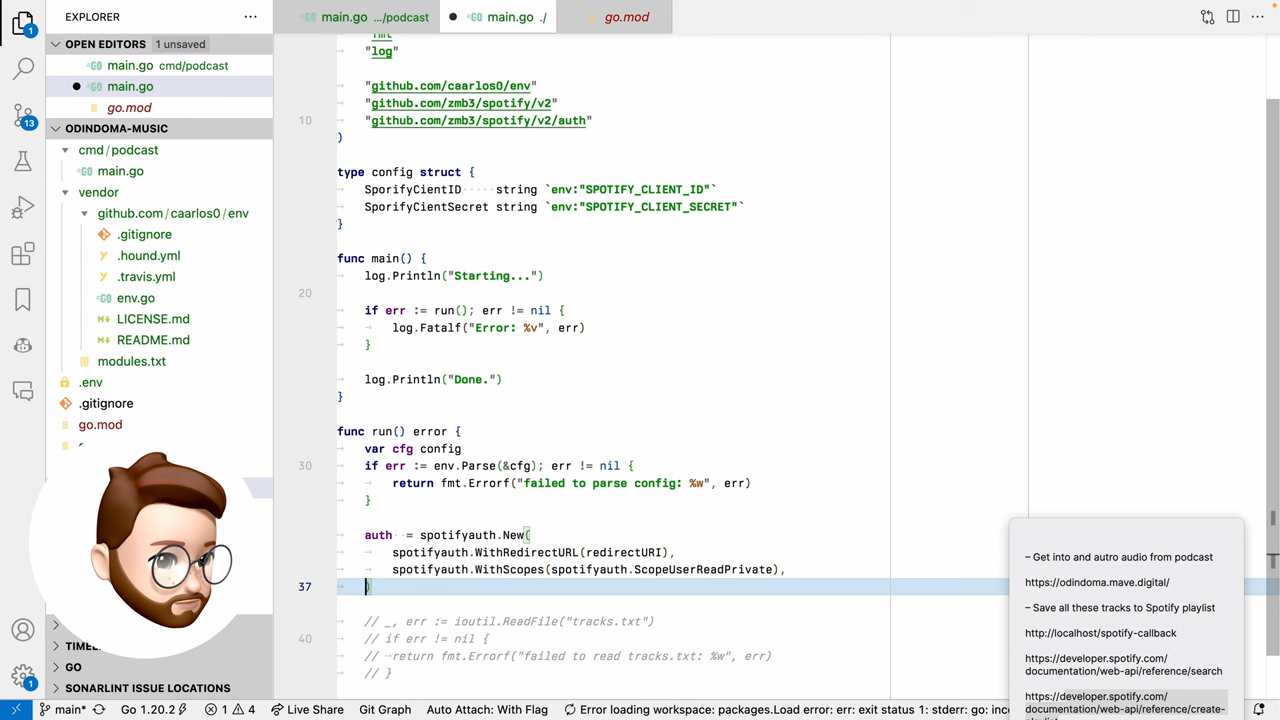 EXPLORER
main.go .../podcast
main.go ./
go.mod
OPEN EDITORS 1 unsaved
main.go cmd/podcast
main.go
go.mod
ODINDOMA-MUSIC
cmd/podcast
main.go
vendor
github.com/caarlos0/env
.gitignore
.hound.yml
.travis.yml
env.go
LICENSE.md
README.md
modules.txt
.env
.gitignore
go.mod
GO
SONARLINT ISSUE LOCATIONS
1
13
1
"fmt"
"log"
"github.com/caarlos0/env"
"github.com/zmb3/spotify/v2"
10 "github.com/zmb3/spotify/v2/auth"
)
type config struct {
SporifyCientID string `env:"SPOTIFY_CLIENT_ID"`
SporifyCientSecret string `env:"SPOTIFY_CLIENT_SECRET"`
}
func main() {
log.Println("Starting...")
20
if err := run(); err != nil {
log.Fatalf("Error: %v", err)
}
log.Println("Done.")
}
func run() error {
var cfg config
30 if err := env.Parse(&cfg); err != nil {
return fmt.Errorf("failed to parse config: %w", err)
}
auth = spotifyauth.New(
spotifyauth.WithRedirectURL(redirectURI),
spotifyauth.WithScopes(spotifyauth.ScopeUserReadPrivate),
37 )
// _, err := ioutil.ReadFile("tracks.txt")
40 // if err != nil {
// return fmt.Errorf("failed to read tracks.txt: %w", err)
// }
– Get into and autro audio from podcast
https://odindoma.mave.digital/
– Save all these tracks to Spotify playlist
http://localhost/spotify-callback
https://developer.spotify.com/
documentation/web-api/reference/search
https://developer.spotify.com/
documentation/web-api/reference/create-
main* Go 1.20.2 1 4 Live Share Git Graph Auto Attach: With Flag Error loading workspace: packages.Load error: err: exit status 1: stderr: go: inc